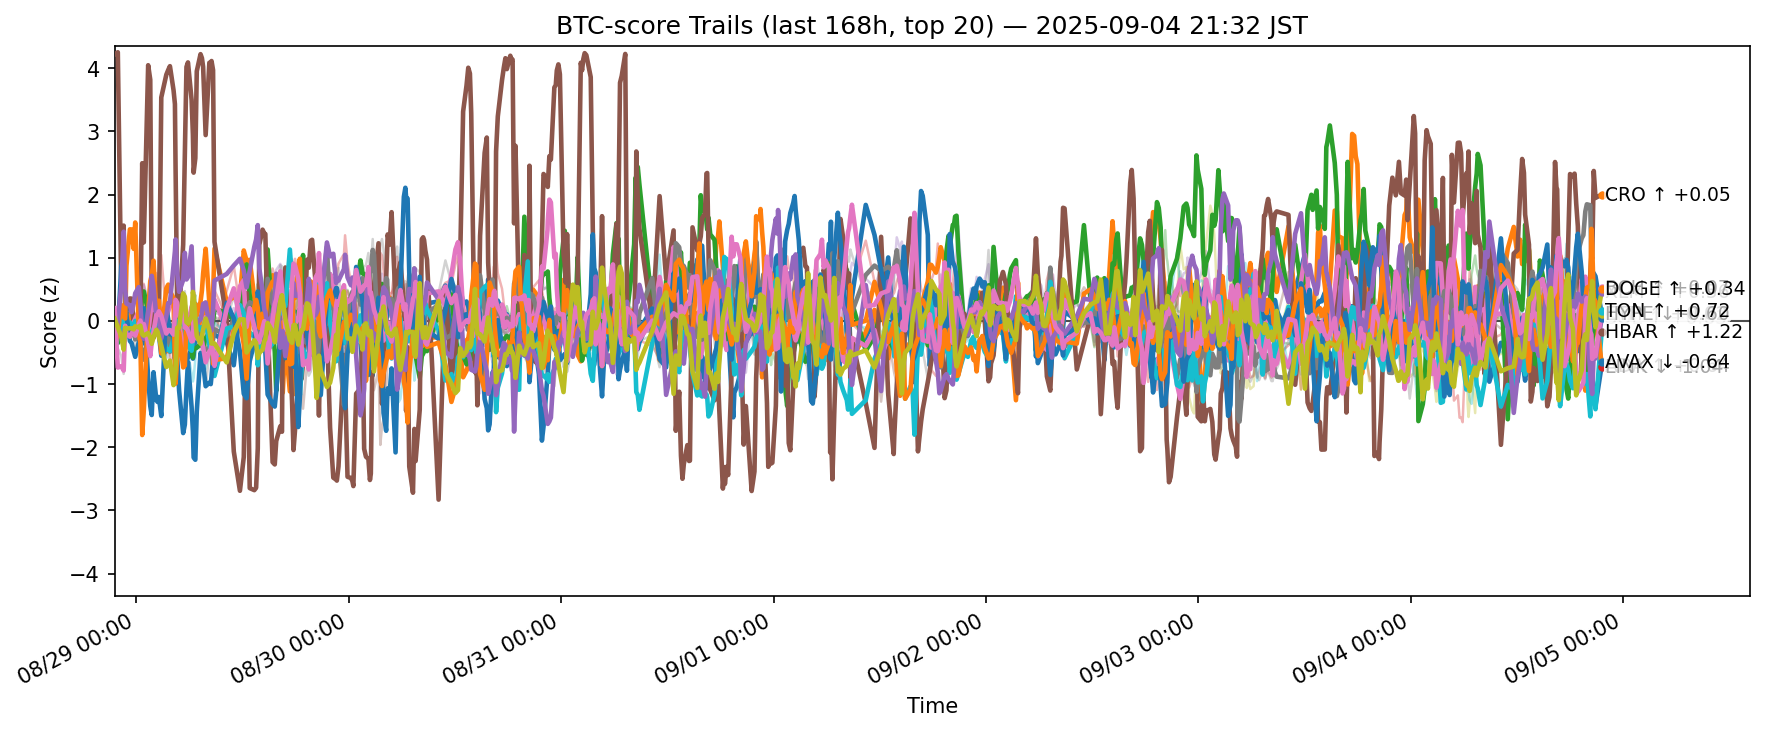 BTC-score Trails (last 168h, top 20) — 2025-09-04 21:32 JST
Score (z)
4
3
2
1
0
−1
−2
−3
−4
CRO ↑ +0.05
DOGE ↑ +0.34
TON ↑ +0.72
HBAR ↑ +1.22
AVAX ↓ -0.64
08/29 00:00
08/30 00:00
08/31 00:00
09/01 00:00
09/02 00:00
09/03 00:00
09/04 00:00
09/05 00:00
Time